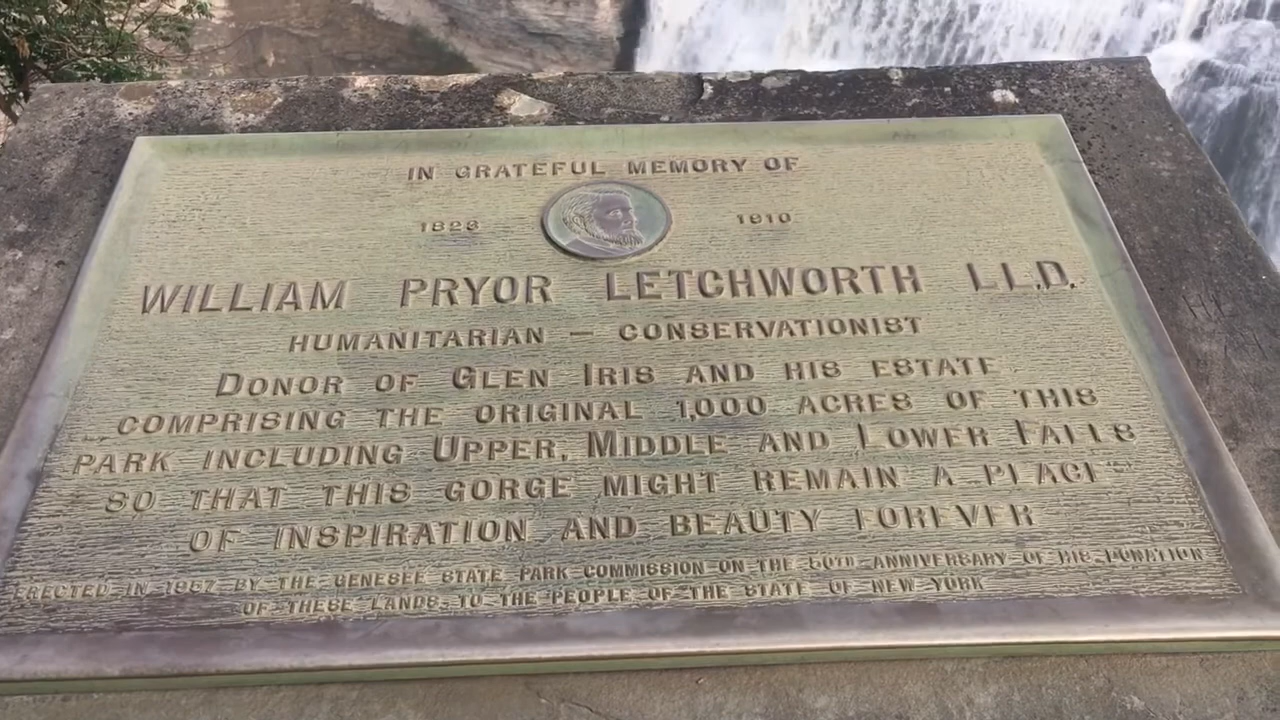 IN GRATEFUL MEMORY OF
1823 1910
WILLIAM PRYOR LETCHWORTH LL.D.
HUMANITARIAN — CONSERVATIONIST
DONOR OF GLEN IRIS AND HIS ESTATE
COMPRISING THE ORIGINAL 1,000 ACRES OF THIS
PARK INCLUDING UPPER, MIDDLE AND LOWER FALLS
SO THAT THIS GORGE MIGHT REMAIN A PLACE
OF INSPIRATION AND BEAUTY FOREVER
ERECTED IN 1957 BY THE GENESEE STATE PARK COMMISSION ON THE 50TH ANNIVERSARY OF HIS DONATION
OF THESE LANDS TO THE PEOPLE OF THE STATE OF NEW YORK